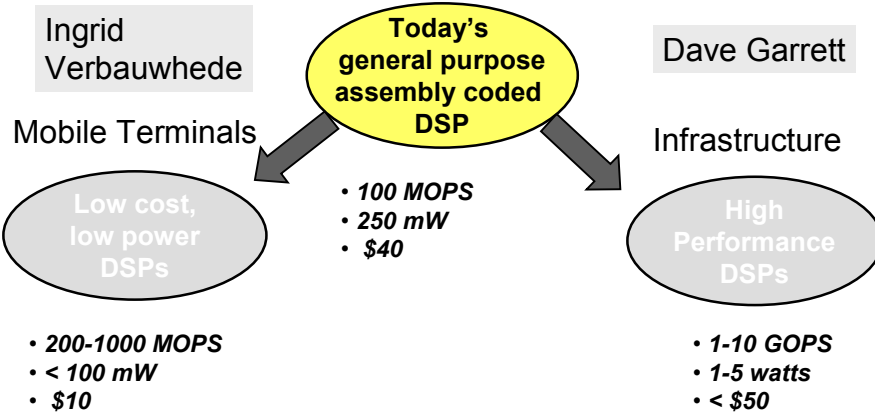 Ingrid
Verbauwhede
Today's
general purpose
assembly coded
DSP
Dave Garrett
Mobile Terminals
Infrastructure
Low cost,
low power
DSPs
• 100 MOPS
• 250 mW
• $40
High
Performance
DSPs
• 200-1000 MOPS
• < 100 mW
• $10
• 1-10 GOPS
• 1-5 watts
• < $50